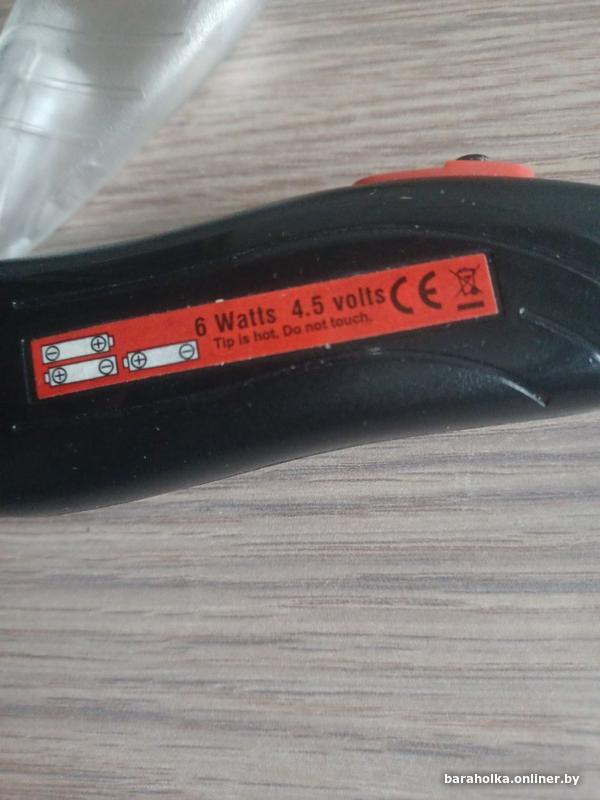 6 Watts 4.5 volts CE
Tip is hot. Do not touch.
baraholka.onliner.by